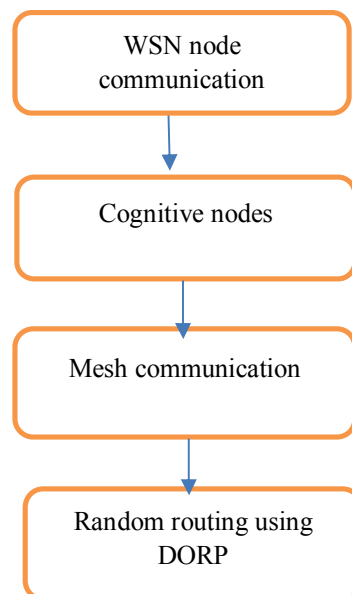 WSN node
communication
Cognitive nodes
Mesh communication
Random routing using
DORP